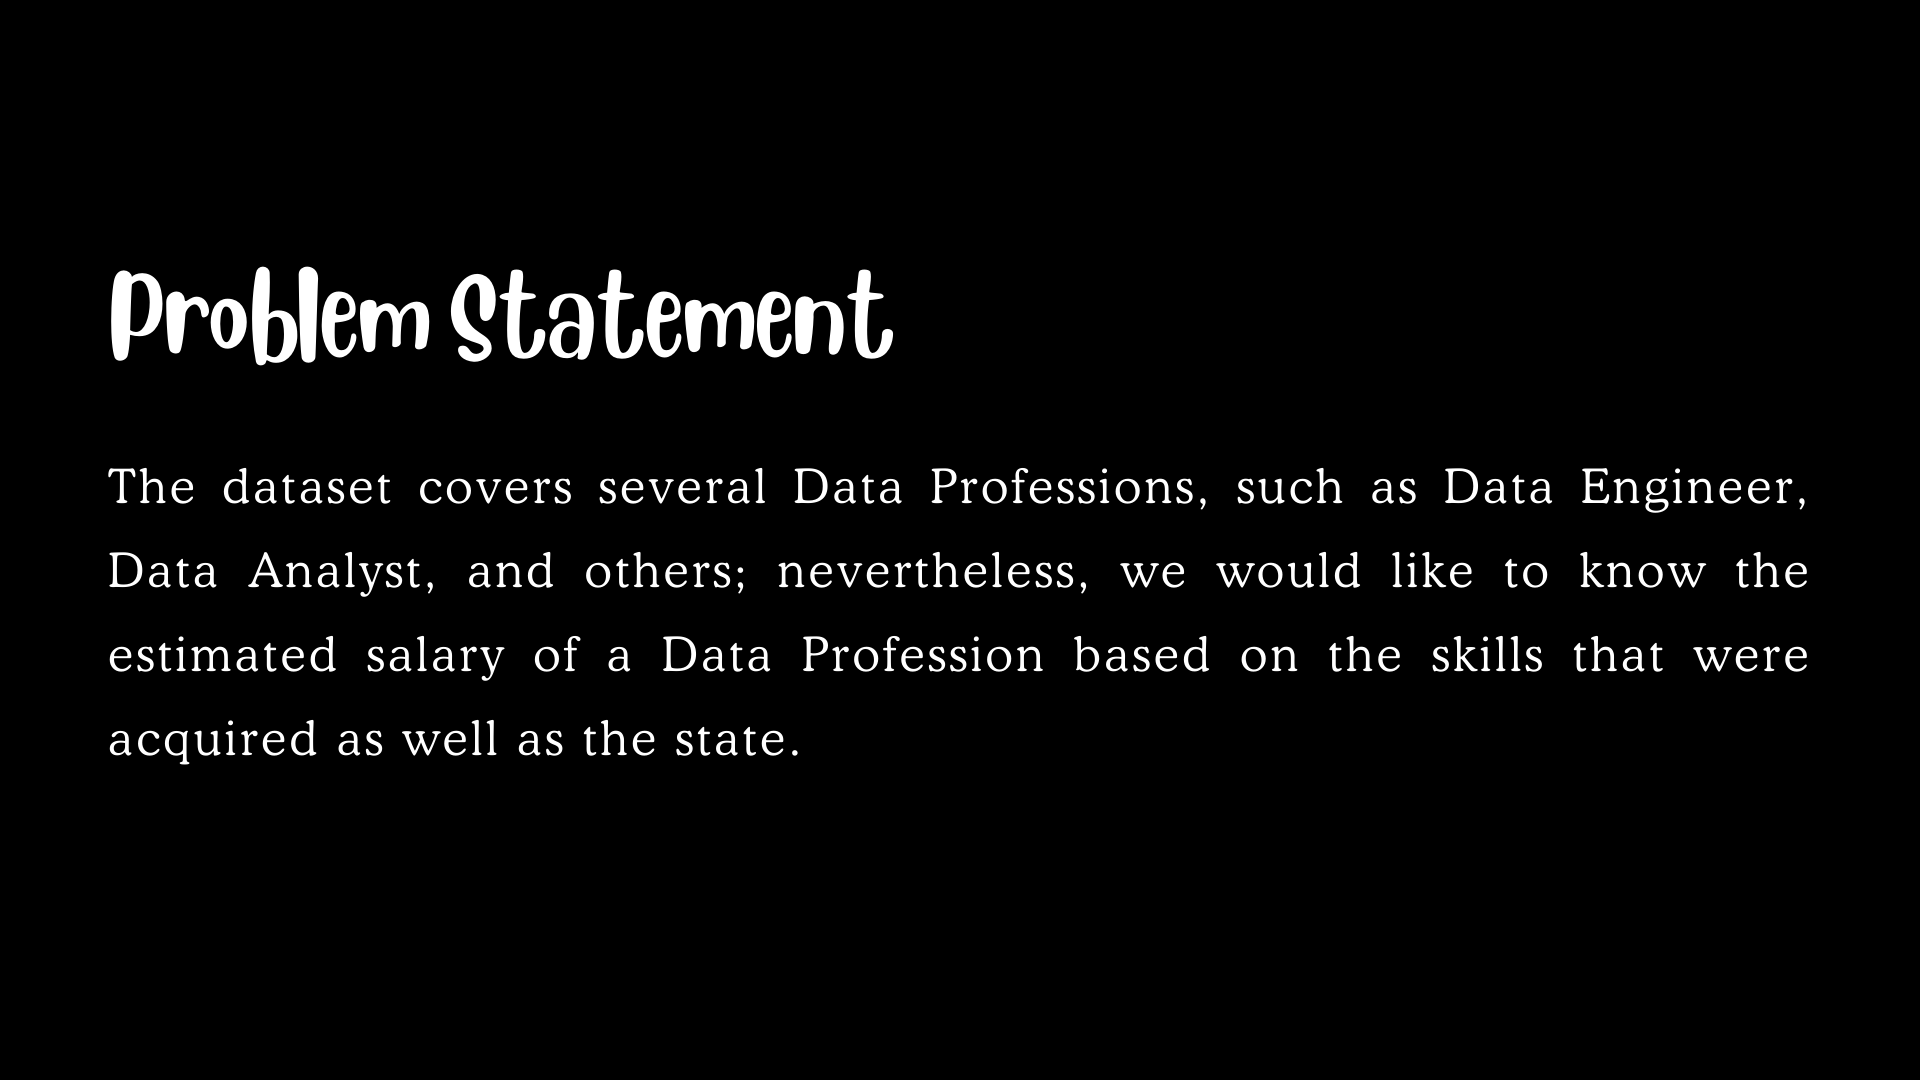 Problem Statement
The dataset covers several Data Professions, such as Data Engineer,
Data Analyst, and others; nevertheless, we would like to know the
estimated salary of a Data Profession based on the skills that were
acquired as well as the state.